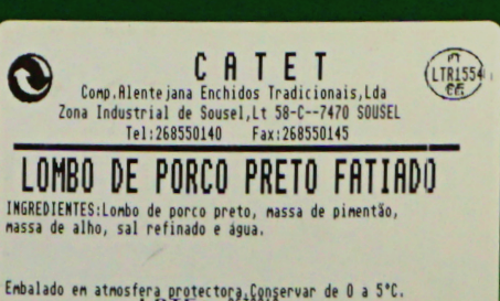 CATET
Comp.Alentejana Enchidos Tradicionais,Lda
Zona Industrial de Sousel,Lt 58-C--7470 SOUSEL
Tel:268550140 Fax:268550145
LTR1554
CE
LOMBO DE PORCO PRETO FATIADO
INGREDIENTES:Lombo de porco preto, massa de pimentão,
massa de alho, sal refinado e água.
Embalado em atmosfera protectora.Conservar de 0 a 5°C.